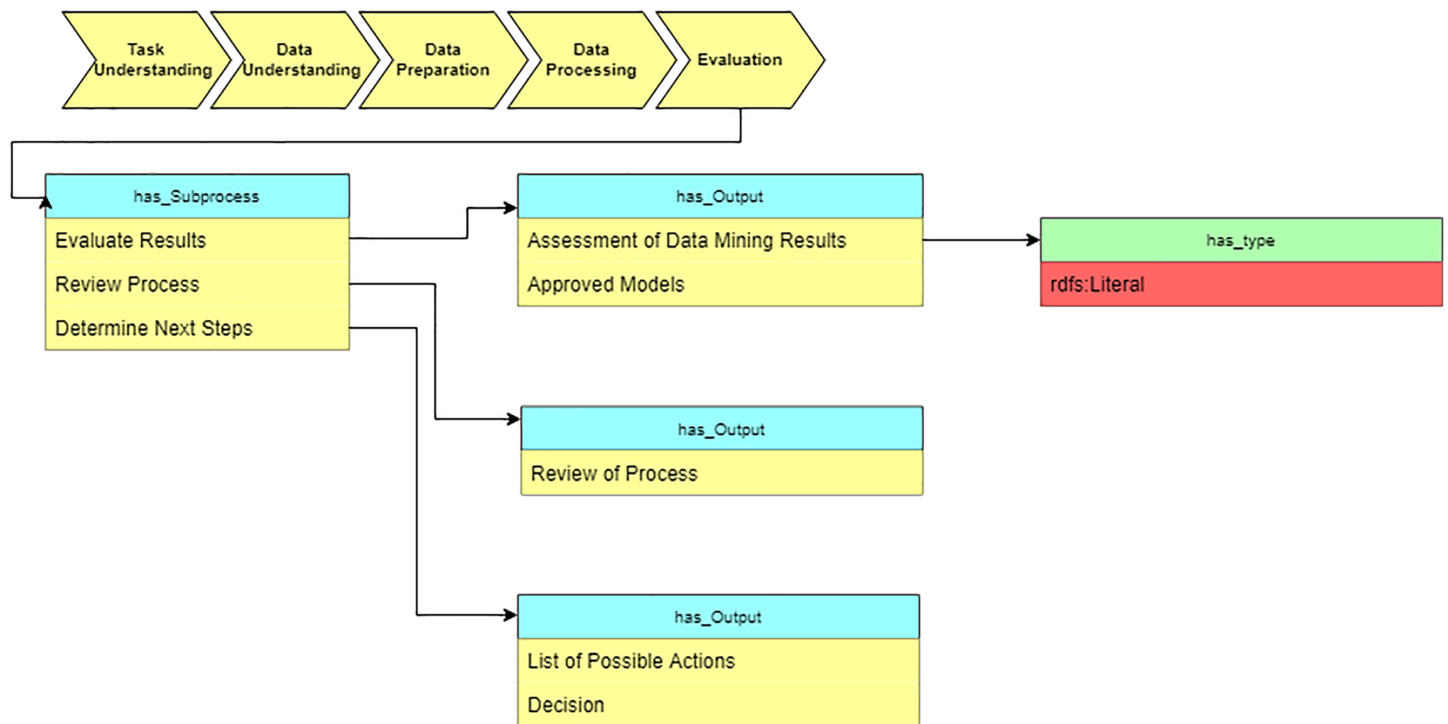 Task
Understanding
Data
Understanding
Data
Preparation
Data
Processing
Evaluation
has_Subprocess
Evaluate Results
Review Process
Determine Next Steps
has_Output
Assessment of Data Mining Results
Approved Models
has_type
rdfs:Literal
has_Output
Review of Process
has_Output
List of Possible Actions
Decision